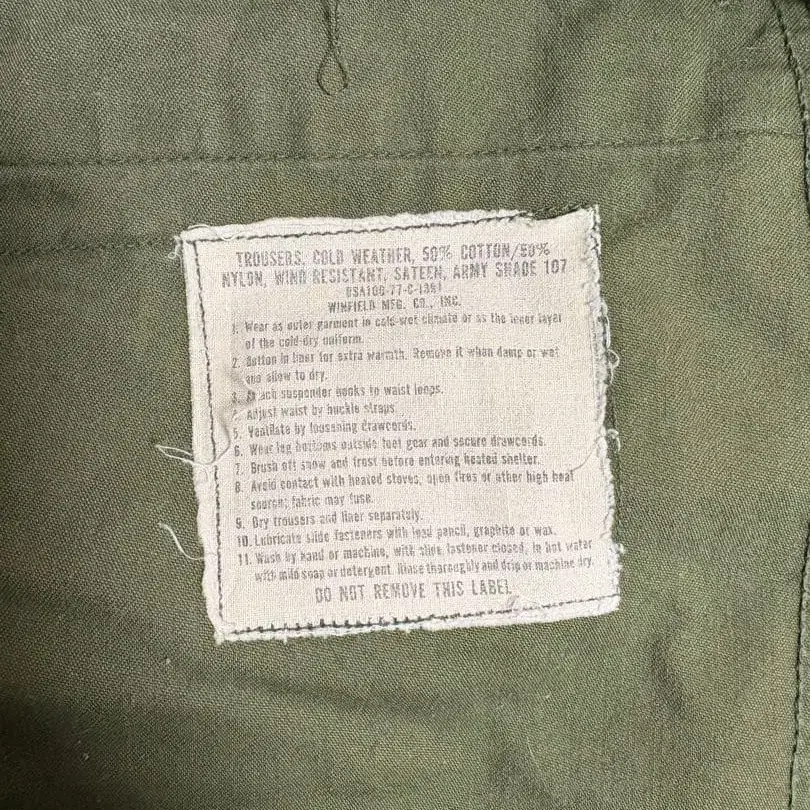 TROUSERS, COLD WEATHER, 50% COTTON/50%
NYLON, WIND RESISTANT, SATEEN, ARMY SHADE 107
DSA100-77-C-1351
WINFIELD MFG. CO., INC.
1. Wear as outer garment in cold-wet climate or as the inner layer
of the cold-dry uniform.
2. Button in liner for extra warmth. Remove it when damp or wet
and allow to dry.
3. Attach suspender hooks to waist loops.
4. Adjust waist by buckle straps.
5. Ventilate by loosening drawcords.
6. Wear leg bottoms outside foot gear and secure drawcords.
7. Brush off snow and frost before entering heated shelter.
8. Avoid contact with heated stoves, open fires or other high heat
source; fabric may fuse.
9. Dry trousers and liner separately.
10. Lubricate slide fasteners with lead pencil, graphite or wax.
11. Wash by hand or machine, with slide fastener closed, in hot water
with mild soap or detergent. Rinse thoroughly and drip or machine dry.
DO NOT REMOVE THIS LABEL